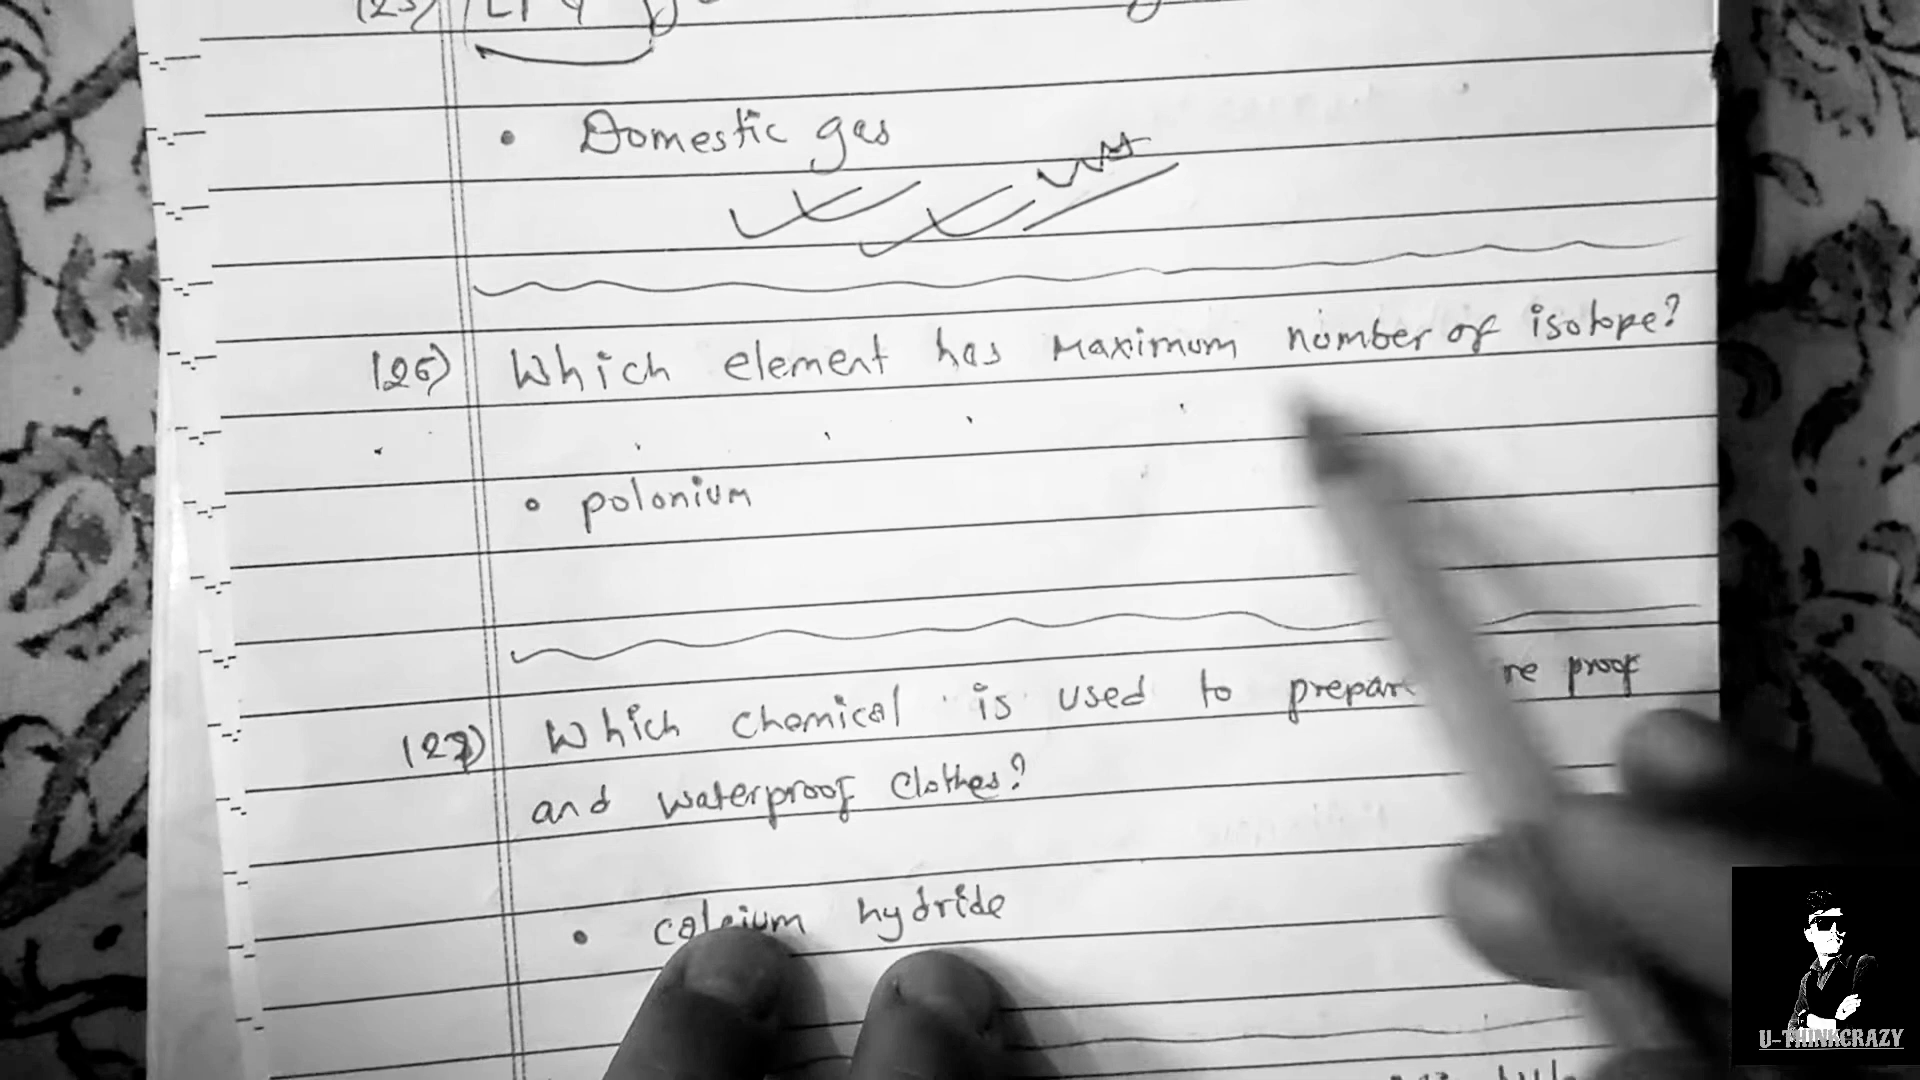 • Domestic gas
126) Which element has Maximum number of isotope?
• polonium
127) Which chemical is used to prepar re proof
and waterproof clothes?
• calcium hydride
U-THINKCRAZY